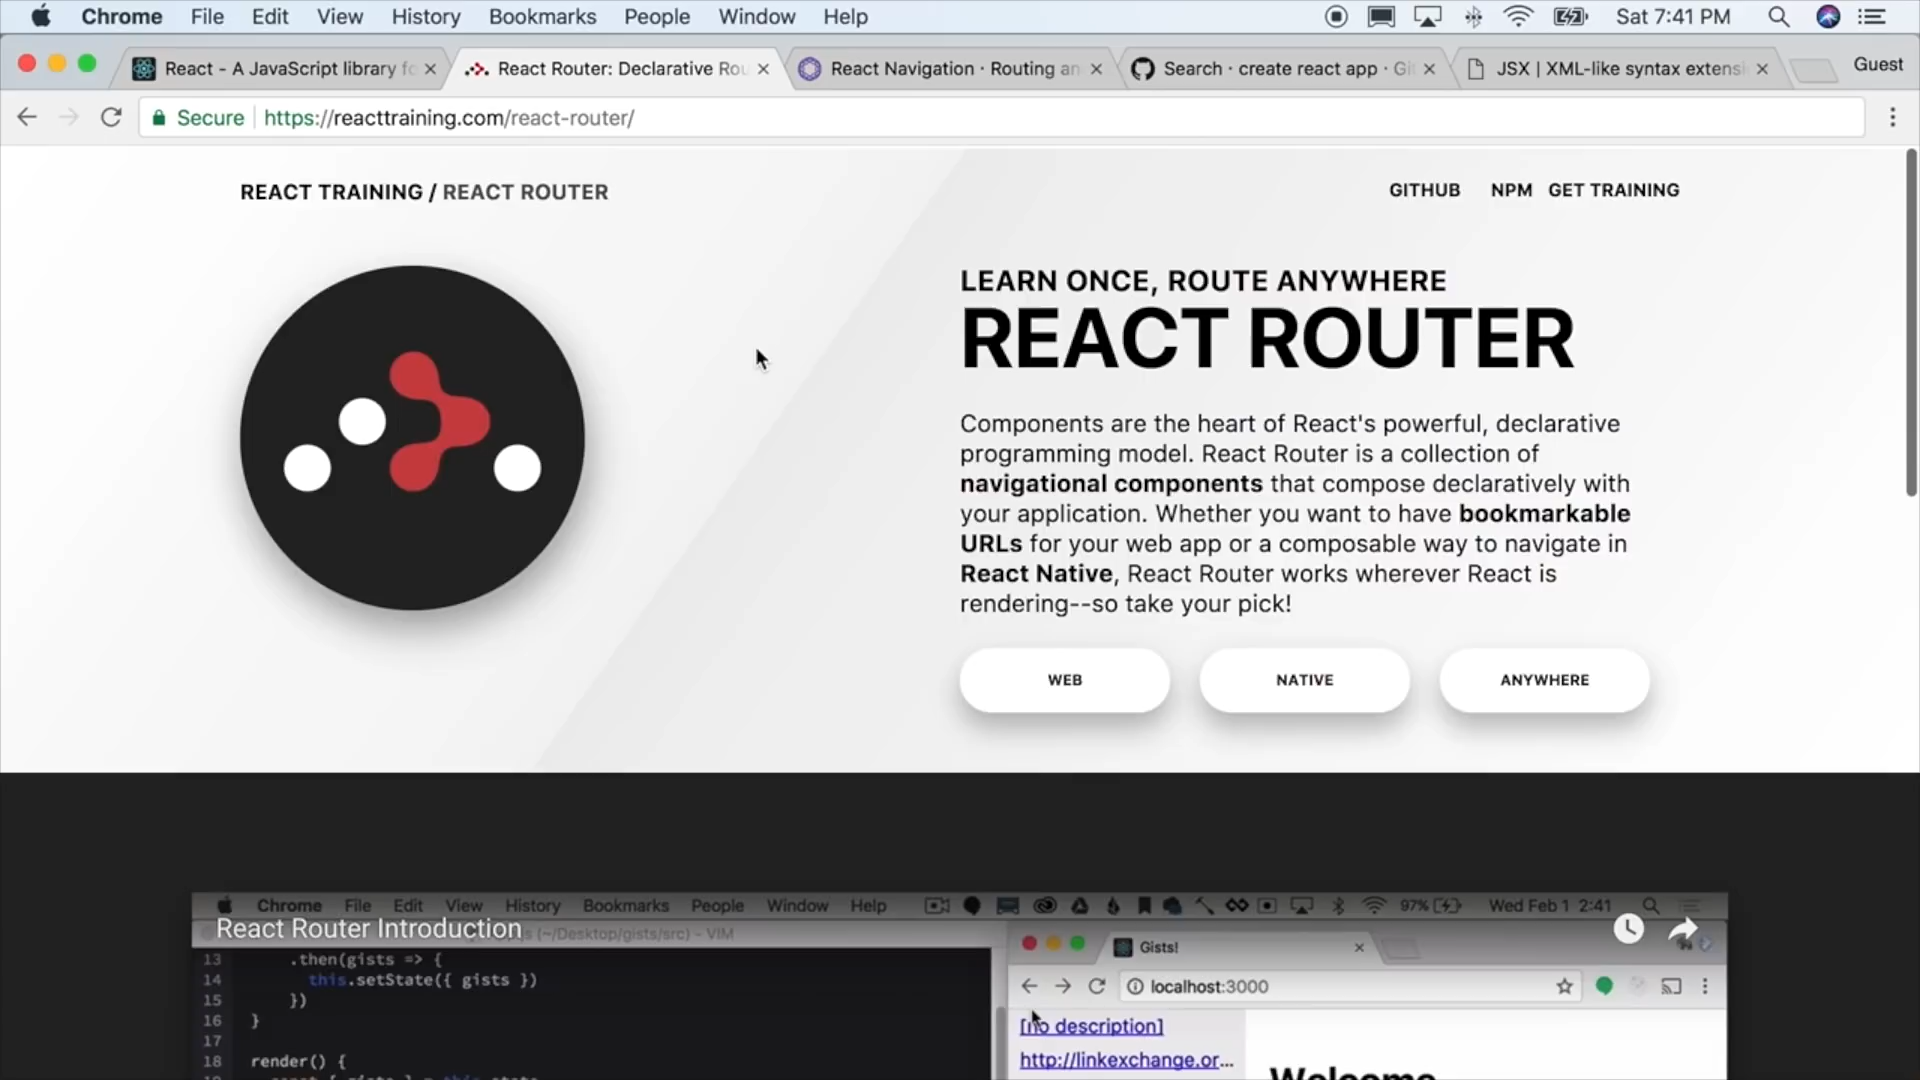 Chrome File Edit View History Bookmarks People Window Help Sat 7:41 PM
React - A JavaScript library fo
React Router: Declarative Rou
React Navigation · Routing an
Search · create react app · Git
JSX | XML-like syntax extensi
Guest
Secure https://reacttraining.com/react-router/
REACT TRAINING / REACT ROUTER
GITHUB NPM GET TRAINING
LEARN ONCE, ROUTE ANYWHERE
REACT ROUTER
Components are the heart of React's powerful, declarative
programming model. React Router is a collection of
navigational components that compose declaratively with
your application. Whether you want to have bookmarkable
URLs for your web app or a composable way to navigate in
React Native, React Router works wherever React is
rendering--so take your pick!
WEB NATIVE ANYWHERE
Chrome File Edit View History Bookmarks People Window Help 97% Wed Feb 1 2:41
React Router Introduction
(~/Desktop/gists/src) - VIM
13 .then(gists => {
14 this.setState({ gists })
15 })
16 }
17
18 render() {
Gists!
localhost:3000
[no description]
http://linkexchange.or...
Welcome